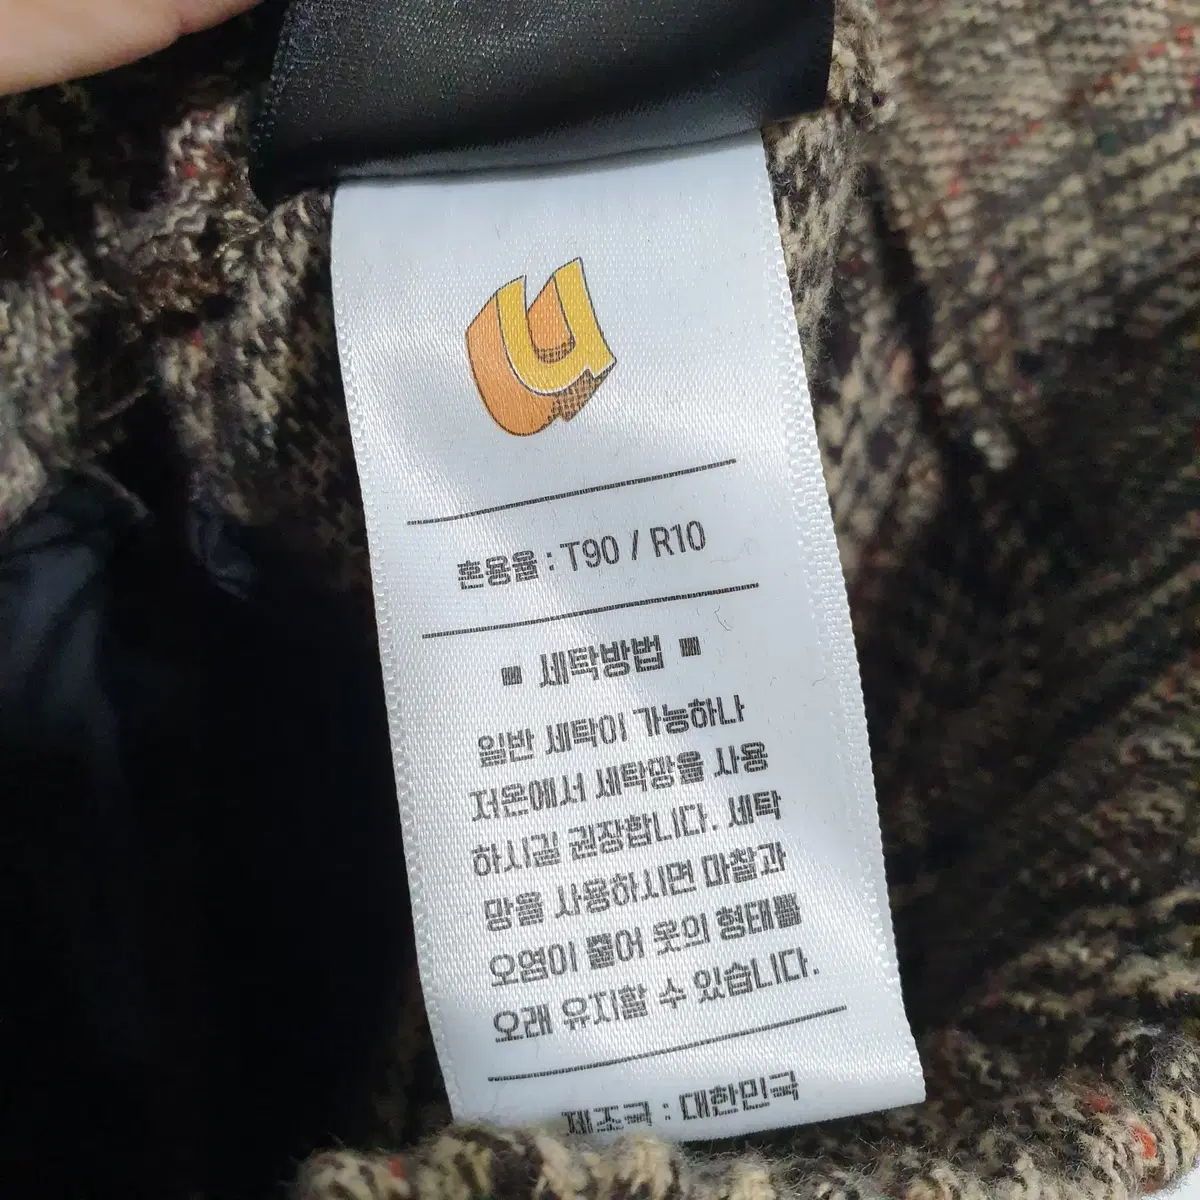 u
혼용율 : T90 / R10
■ 세탁방법 ■
일반 세탁이 가능하나
저온에서 세탁망을 사용
하시길 권장합니다. 세탁
망을 사용하시면 마찰과
오염이 줄어 옷의 형태를
오래 유지할 수 있습니다.
제조국 : 대한민국